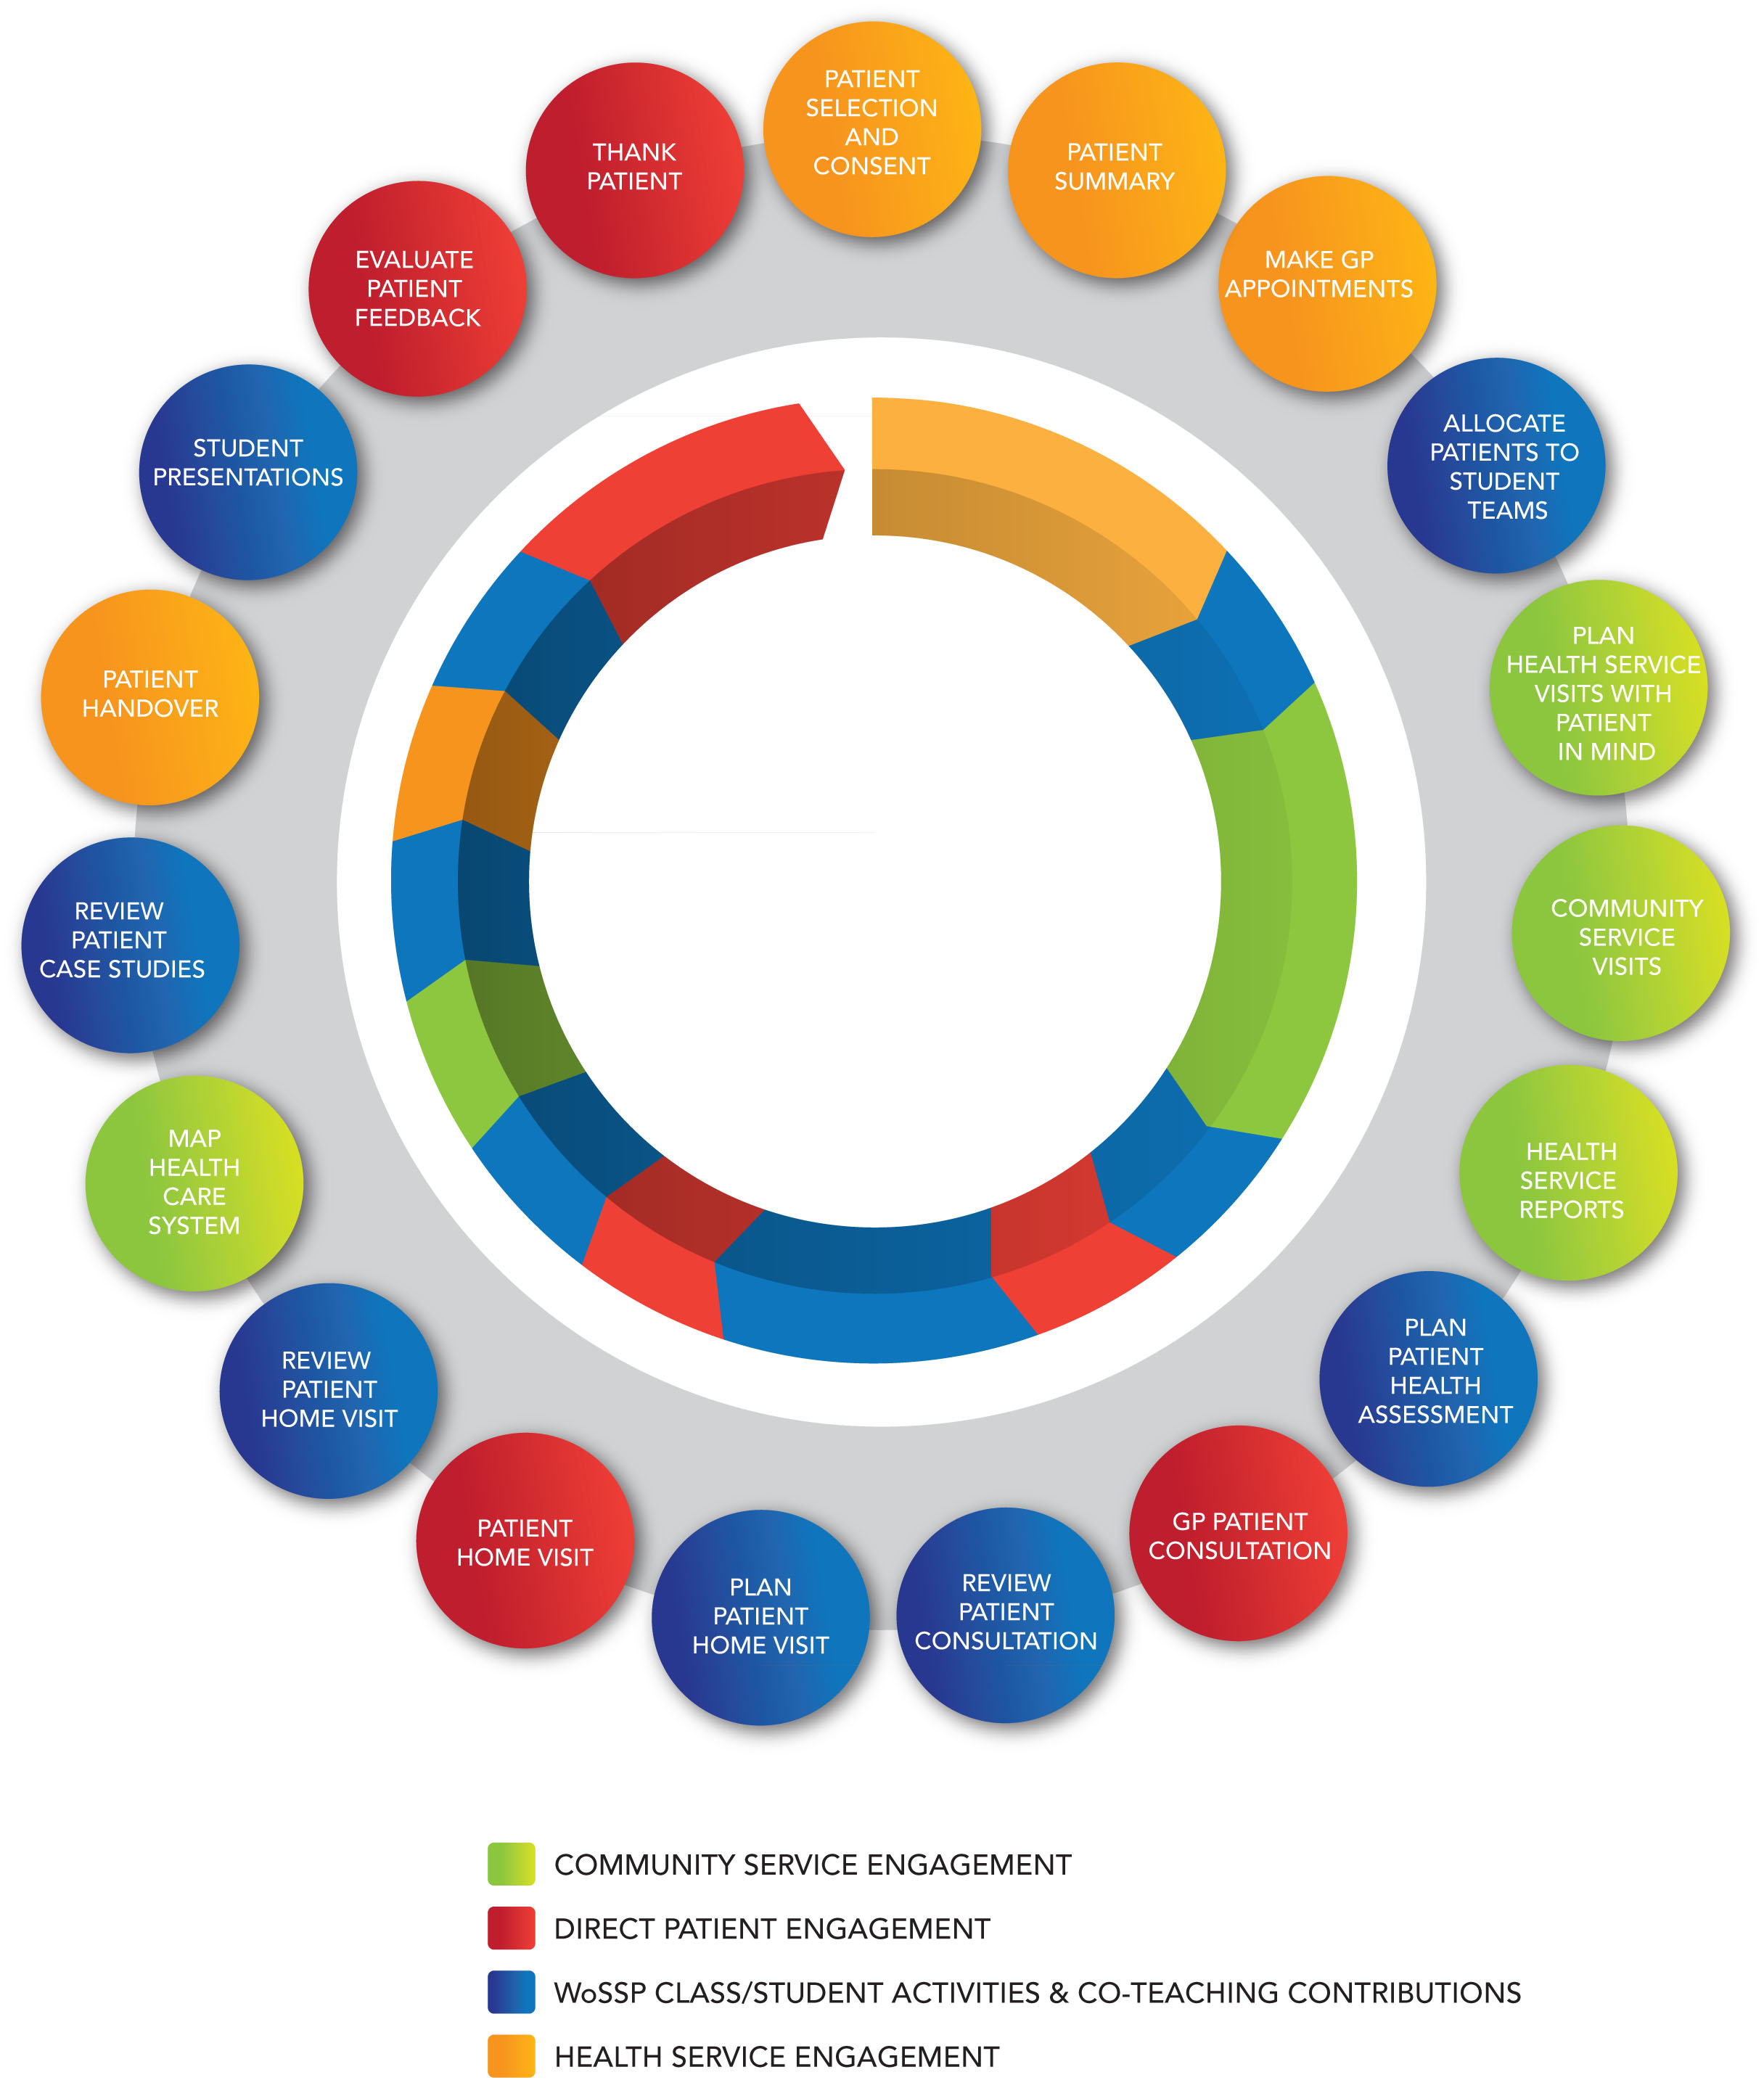 PATIENT
SELECTION
AND
CONSENT
PATIENT
SUMMARY
MAKE GP
APPOINTMENTS
ALLOCATE
PATIENTS TO
STUDENT
TEAMS
PLAN
HEALTH SERVICE
VISITS WITH
PATIENT
IN MIND
COMMUNITY
SERVICE
VISITS
HEALTH
SERVICE
REPORTS
PLAN
PATIENT
HEALTH
ASSESSMENT
GP PATIENT
CONSULTATION
REVIEW
PATIENT
CONSULTATION
PLAN
PATIENT
HOME VISIT
PATIENT
HOME VISIT
REVIEW
PATIENT
HOME VISIT
MAP
HEALTH
CARE
SYSTEM
REVIEW
PATIENT
CASE STUDIES
PATIENT
HANDOVER
STUDENT
PRESENTATIONS
EVALUATE
PATIENT
FEEDBACK
THANK
PATIENT
COMMUNITY SERVICE ENGAGEMENT
DIRECT PATIENT ENGAGEMENT
WoSSP CLASS/STUDENT ACTIVITIES & CO-TEACHING CONTRIBUTIONS
HEALTH SERVICE ENGAGEMENT